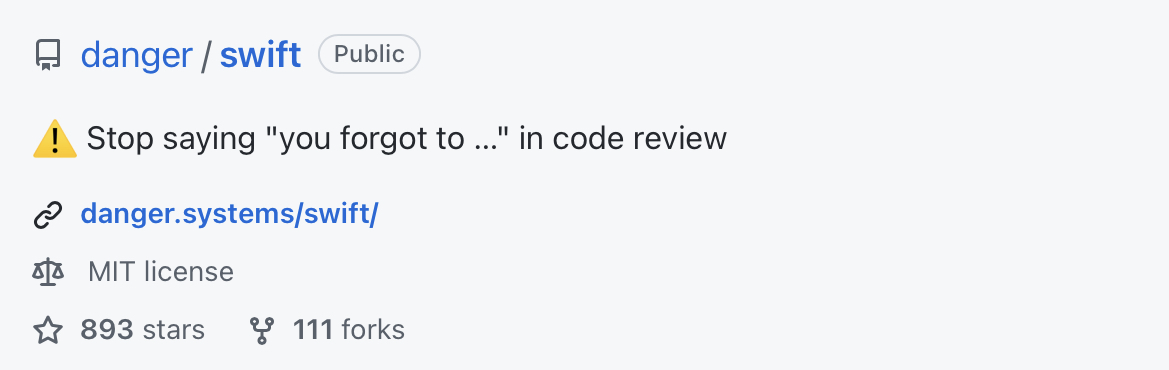 danger / swift Public
⚠️ Stop saying "you forgot to ..." in code review
danger.systems/swift/
MIT license
893 stars 111 forks